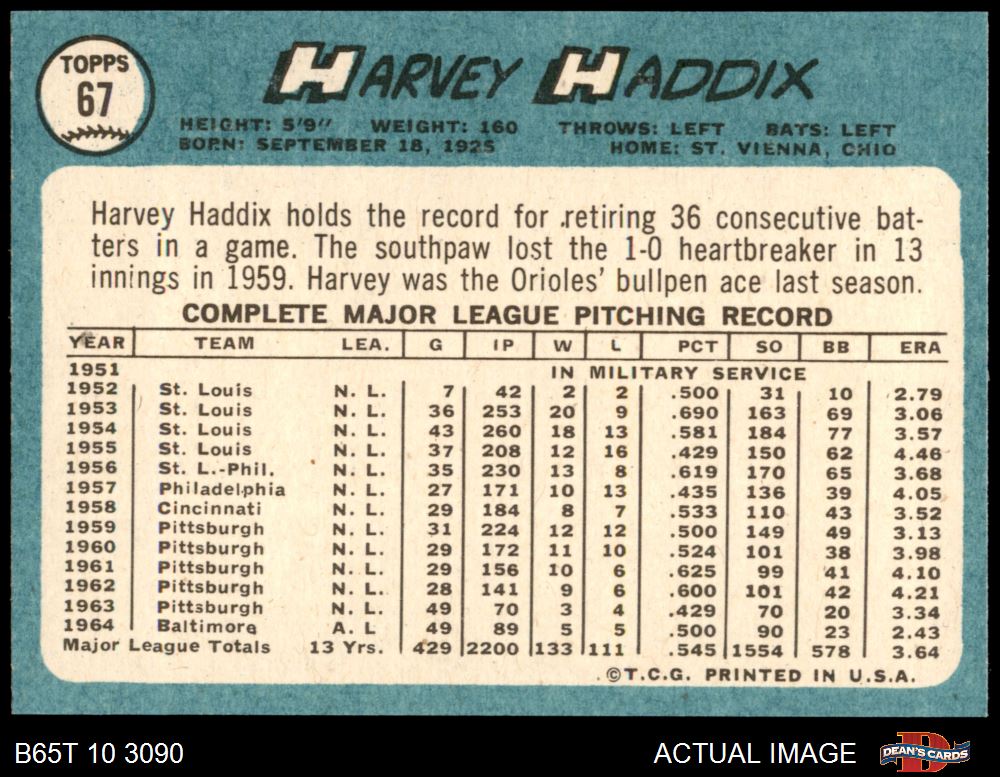 TOPPS
67
HARVEY HADDIX
HEIGHT: 5'9" WEIGHT: 160 THROWS: LEFT BATS: LEFT
BORN: SEPTEMBER 18, 1925 HOME: ST. VIENNA, OHIO
Harvey Haddix holds the record for retiring 36 consecutive bat-
ters in a game. The southpaw lost the 1-0 heartbreaker in 13
innings in 1959. Harvey was the Orioles' bullpen ace last season.
COMPLETE MAJOR LEAGUE PITCHING RECORD
YEAR TEAM LEA. G IP W L PCT SO BB ERA
1951 IN MILITARY SERVICE
1952 St. Louis N. L. 7 42 2 2 .500 31 10 2.79
1953 St. Louis N. L. 36 253 20 9 .690 163 69 3.06
1954 St. Louis N. L. 43 260 18 13 .581 184 77 3.57
1955 St. Louis N. L. 37 208 12 16 .429 150 62 4.46
1956 St. L.-Phil. N. L. 35 230 13 8 .619 170 65 3.68
1957 Philadelphia N. L. 27 171 10 13 .435 136 39 4.05
1958 Cincinnati N. L. 29 184 8 7 .533 110 43 3.52
1959 Pittsburgh N. L. 31 224 12 12 .500 149 49 3.13
1960 Pittsburgh N. L. 29 172 11 10 .524 101 38 3.98
1961 Pittsburgh N. L. 29 156 10 6 .625 99 41 4.10
1962 Pittsburgh N. L. 28 141 9 6 .600 101 42 4.21
1963 Pittsburgh N. L. 49 70 3 4 .429 70 20 3.34
1964 Baltimore A. L 49 89 5 5 .500 90 23 2.43
Major League Totals 13 Yrs. 429 2200 133 111 .545 1554 578 3.64
©T.C.G. PRINTED IN U.S.A.
B65T 10 3090 ACTUAL IMAGE DEAN'S CARDS